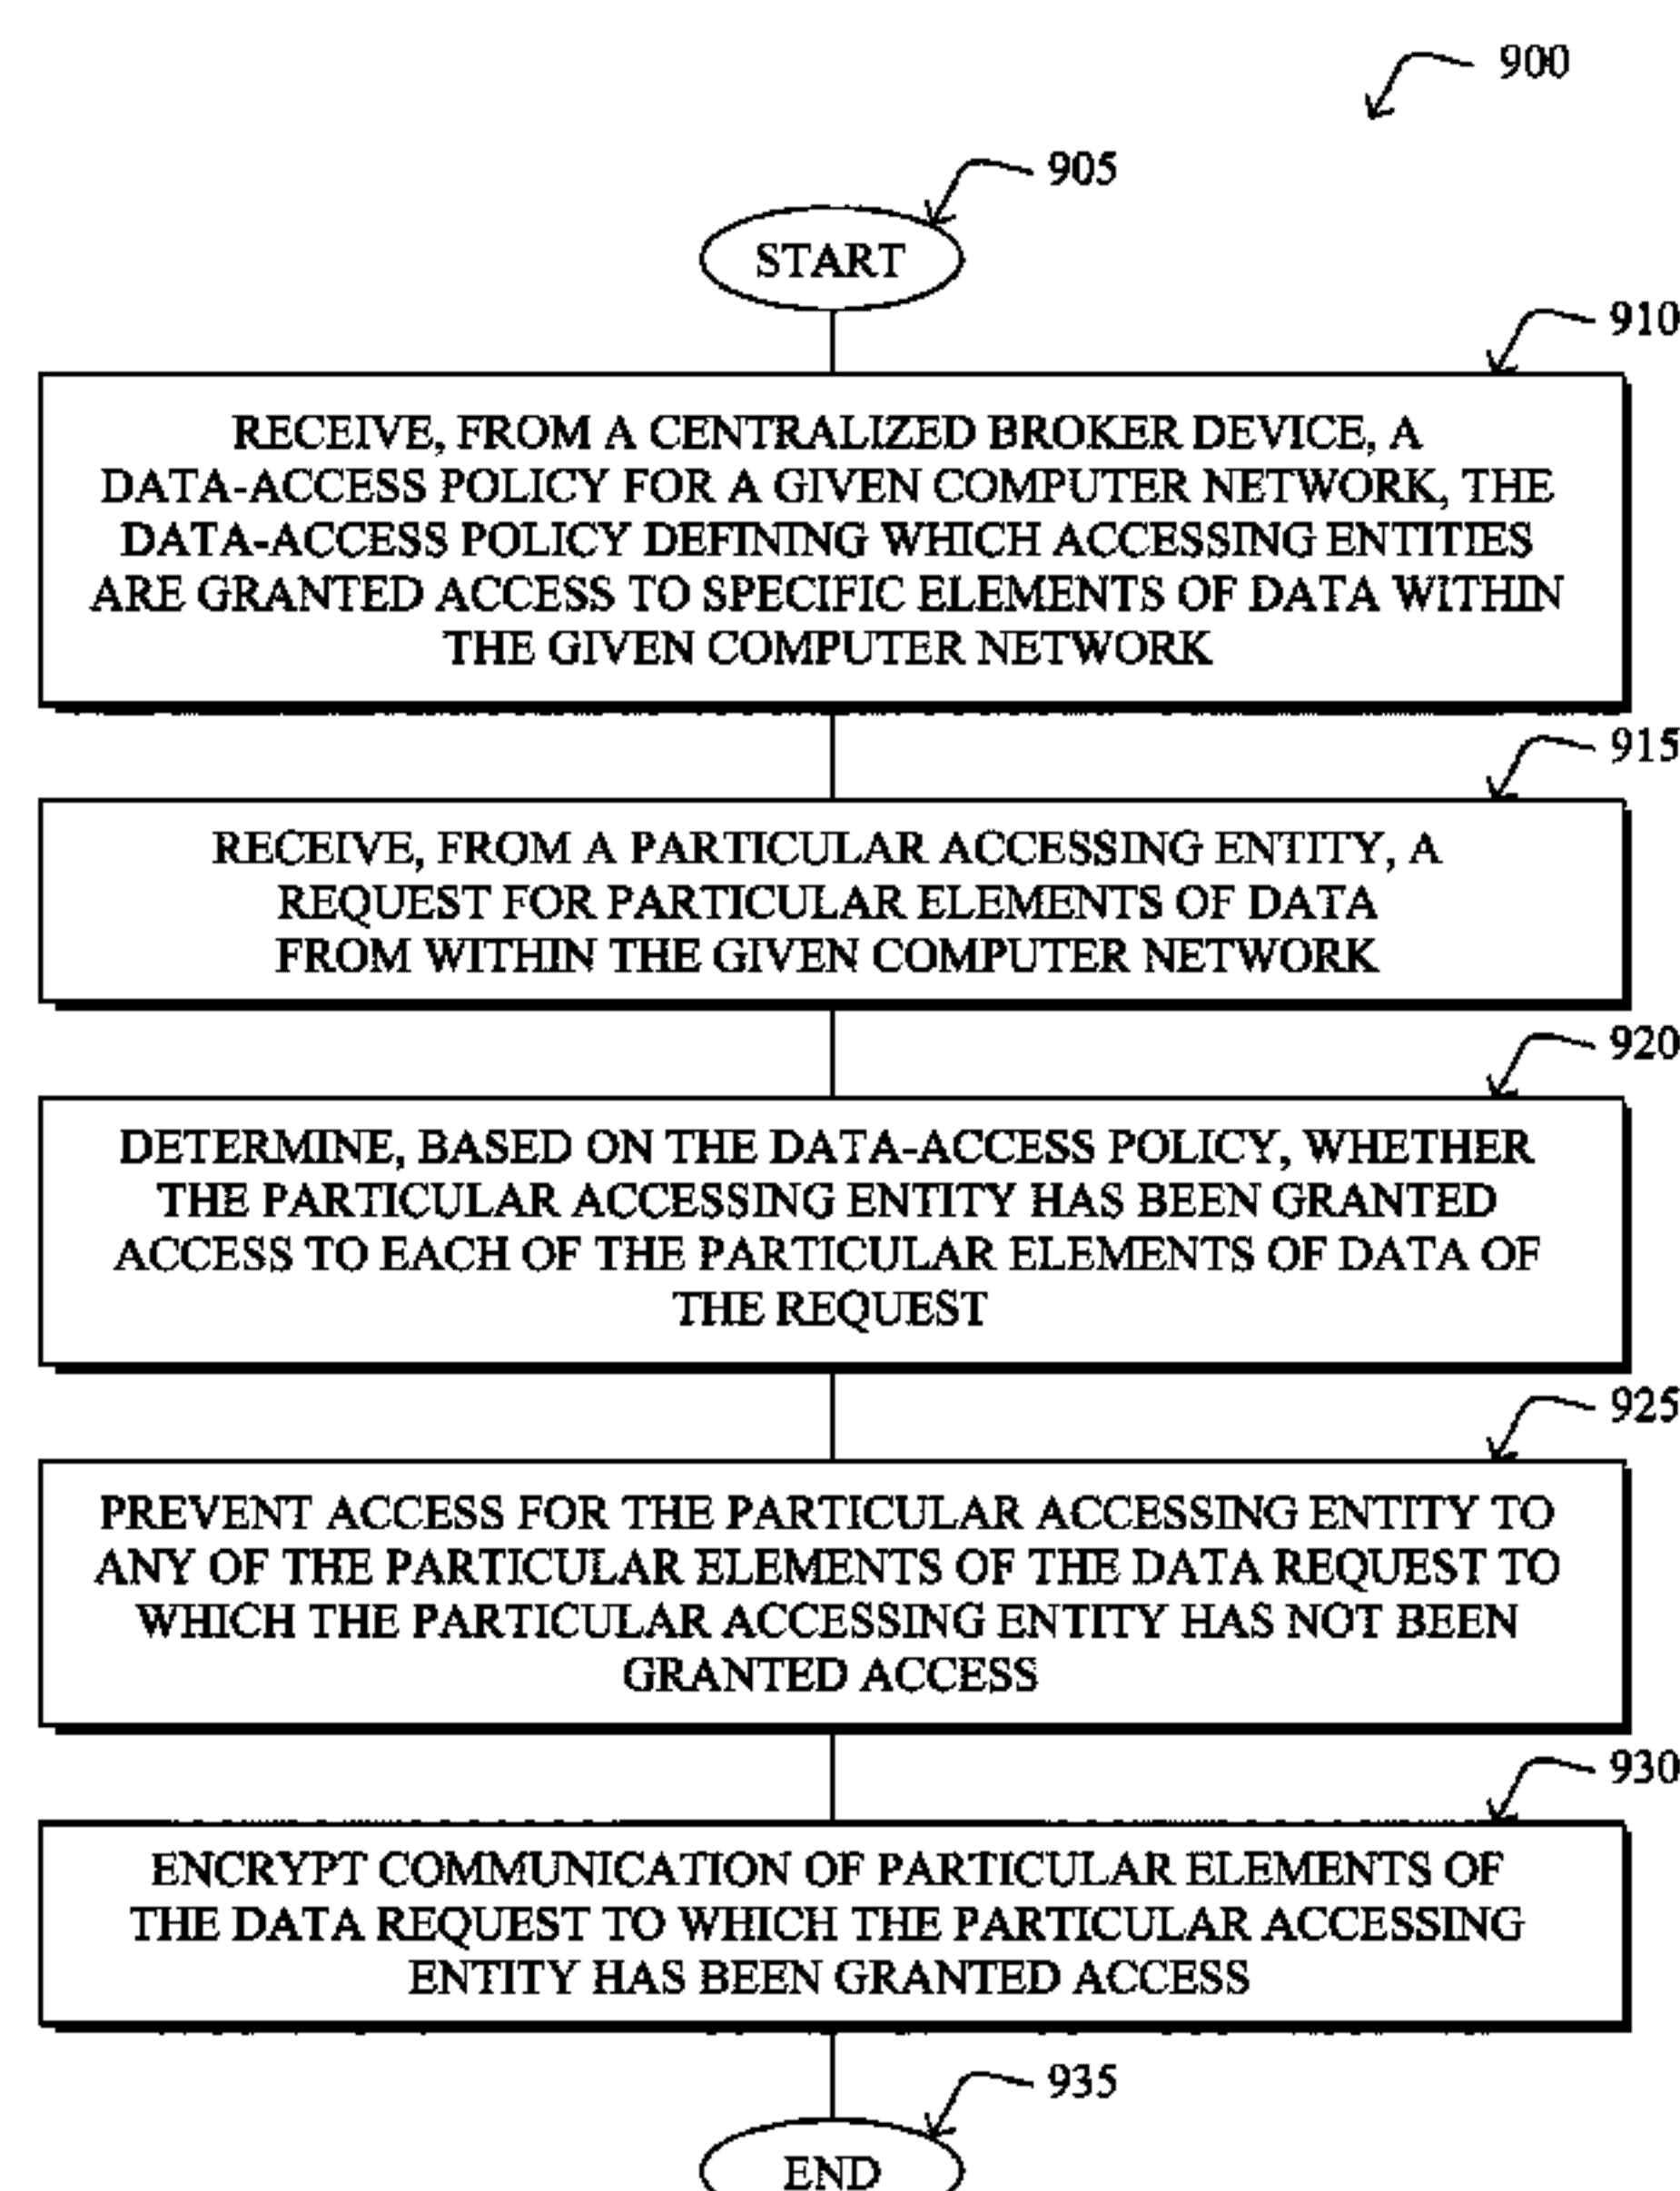 900
905
START
910
RECEIVE, FROM A CENTRALIZED BROKER DEVICE, A
DATA-ACCESS POLICY FOR A GIVEN COMPUTER NETWORK, THE
DATA-ACCESS POLICY DEFINING WHICH ACCESSING ENTITIES
ARE GRANTED ACCESS TO SPECIFIC ELEMENTS OF DATA WITHIN
THE GIVEN COMPUTER NETWORK
915
RECEIVE, FROM A PARTICULAR ACCESSING ENTITY, A
REQUEST FOR PARTICULAR ELEMENTS OF DATA
FROM WITHIN THE GIVEN COMPUTER NETWORK
920
DETERMINE, BASED ON THE DATA-ACCESS POLICY, WHETHER
THE PARTICULAR ACCESSING ENTITY HAS BEEN GRANTED
ACCESS TO EACH OF THE PARTICULAR ELEMENTS OF DATA OF
THE REQUEST
925
PREVENT ACCESS FOR THE PARTICULAR ACCESSING ENTITY TO
ANY OF THE PARTICULAR ELEMENTS OF THE DATA REQUEST TO
WHICH THE PARTICULAR ACCESSING ENTITY HAS NOT BEEN
GRANTED ACCESS
930
ENCRYPT COMMUNICATION OF PARTICULAR ELEMENTS OF
THE DATA REQUEST TO WHICH THE PARTICULAR ACCESSING
ENTITY HAS BEEN GRANTED ACCESS
935
END